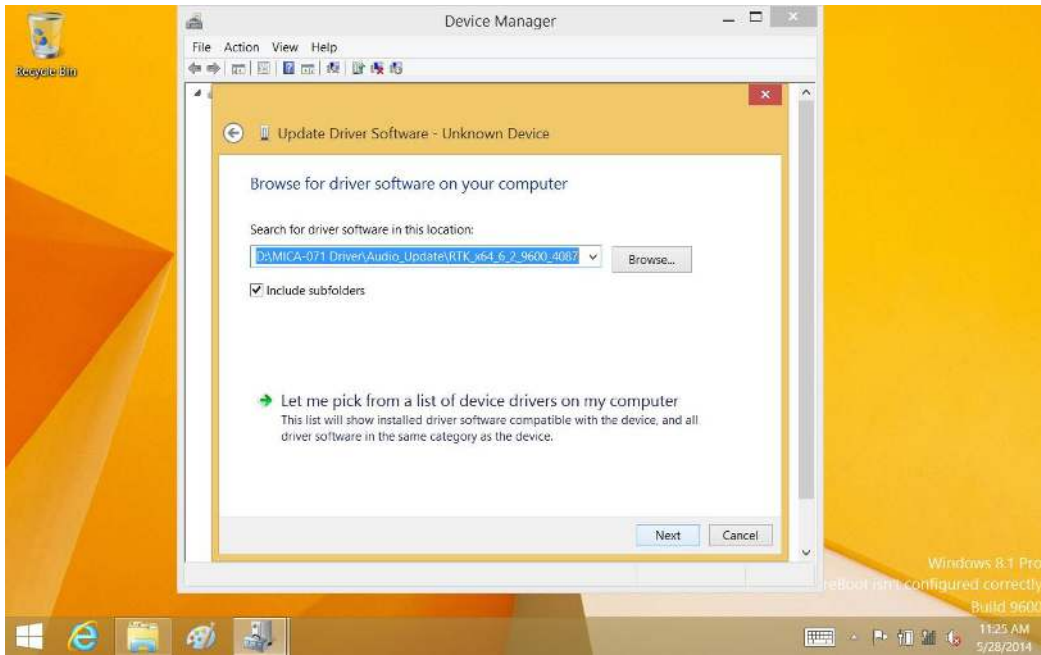 Recycle Bin
Device Manager
File Action View Help
Update Driver Software - Unknown Device
Browse for driver software on your computer
Search for driver software in this location:
D:\MICA-071 Driver\Audio_Update\RTK_x64_6_2_9600_4087
Browse...
Include subfolders
Let me pick from a list of device drivers on my computer
This list will show installed driver software compatible with the device, and all
driver software in the same category as the device.
Next Cancel
Windows 8.1 Pro
eBoot isn't configured correctly
Build 9600
11:25 AM
5/28/2014